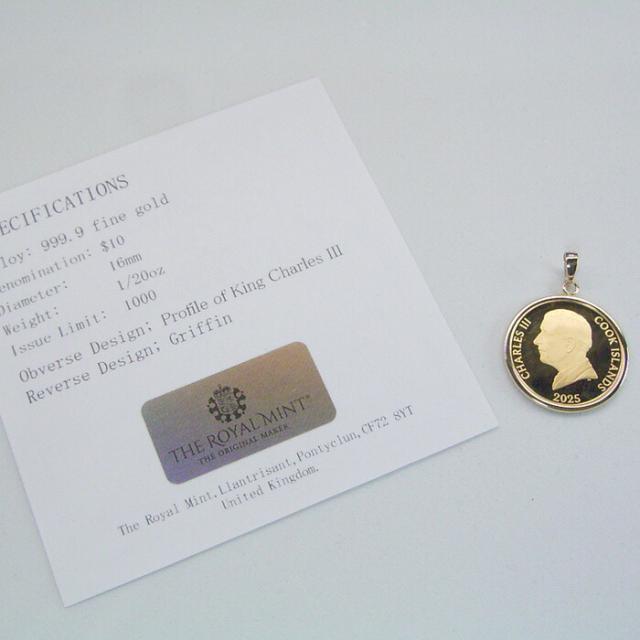 ECIFICATIONS
loy: 999.9 fine gold
enomination: $10
Diameter: 16mm
Weight: 1/20oz
Issue Limit: 1000
Obverse Design; Profile of King Charles III
Reverse Design; Griffin
THE ROYAL MINT®
THE ORIGINAL MAKER™
The Royal Mint, Llantrisant, Pontyclun, CF72 8YT
United Kingdom.
CHARLES III
COOK ISLANDS
2025